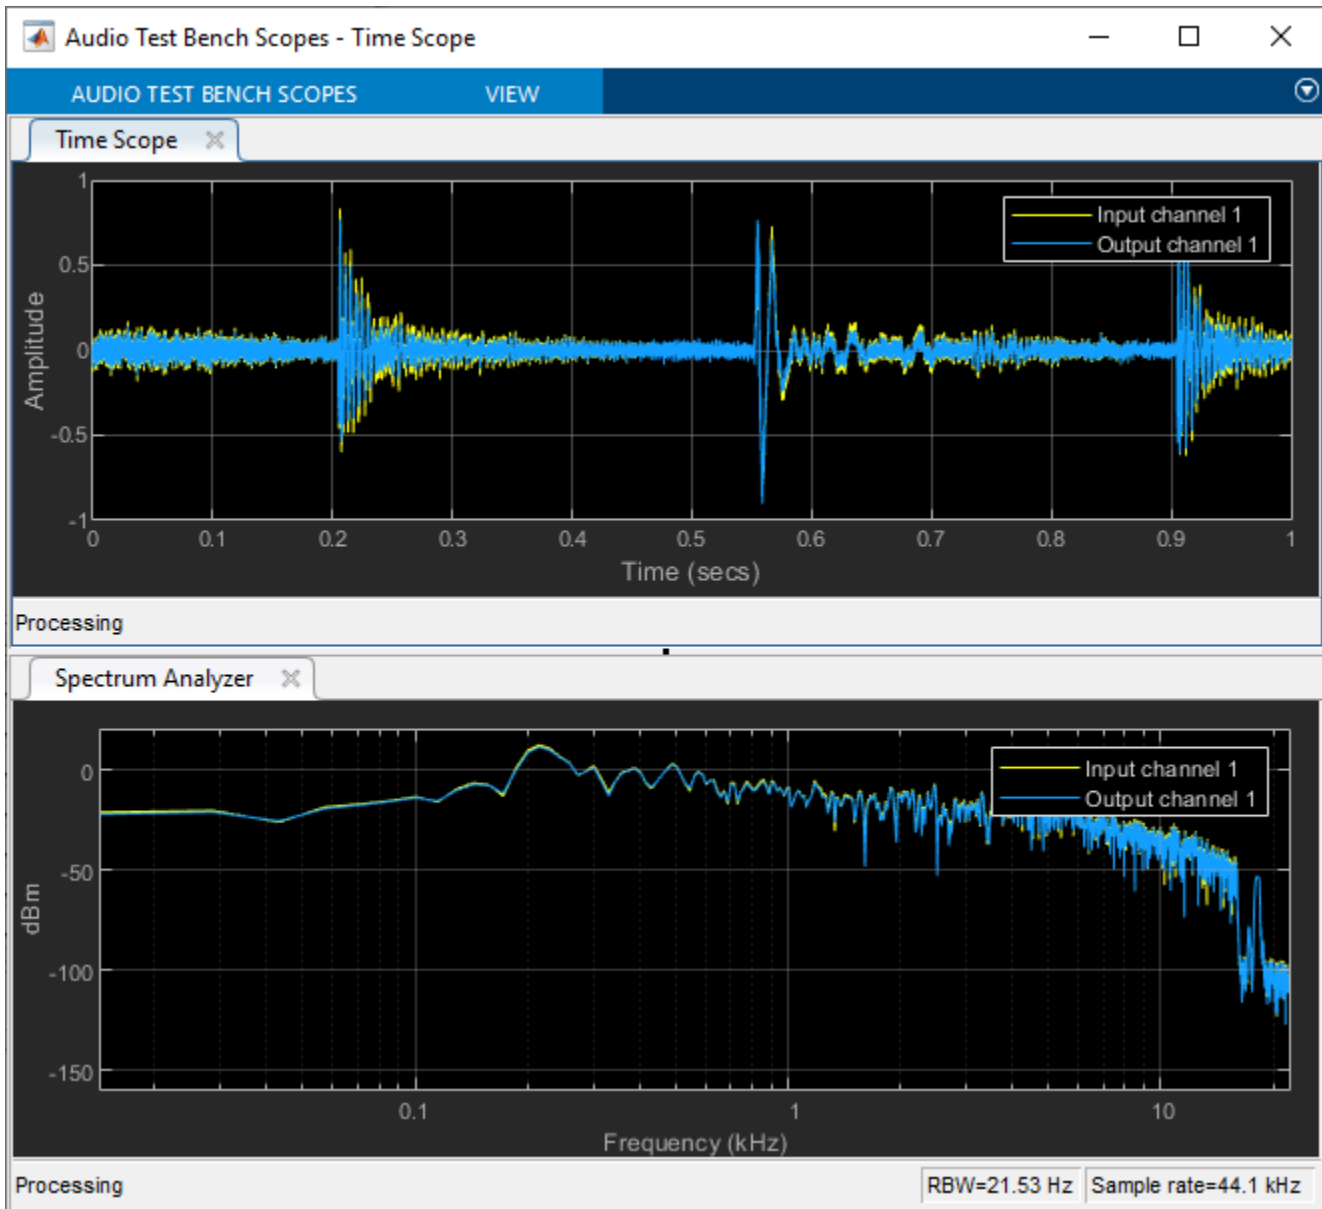 Audio Test Bench Scopes - Time Scope
AUDIO TEST BENCH SCOPES VIEW
Time Scope
1
0.5
0
-0.5
-1
Amplitude
Input channel 1
Output channel 1
0 0.1 0.2 0.3 0.4 0.5 0.6 0.7 0.8 0.9 1
Time (secs)
Processing
Spectrum Analyzer
0
-50
-100
-150
dBm
Input channel 1
Output channel 1
0.1 1 10
Frequency (kHz)
Processing RBW=21.53 Hz Sample rate=44.1 kHz